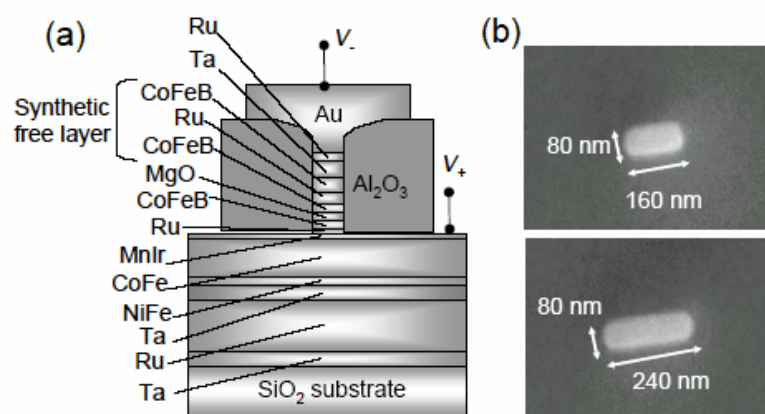 (a)
Ru
V-
Ta
CoFeB
Synthetic
free layer
Ru
Au
CoFeB
MgO
Al2O3
V+
CoFeB
Ru
MnIr
CoFe
NiFe
Ta
Ru
Ta
SiO2 substrate
(b)
80 nm
160 nm
80 nm
240 nm